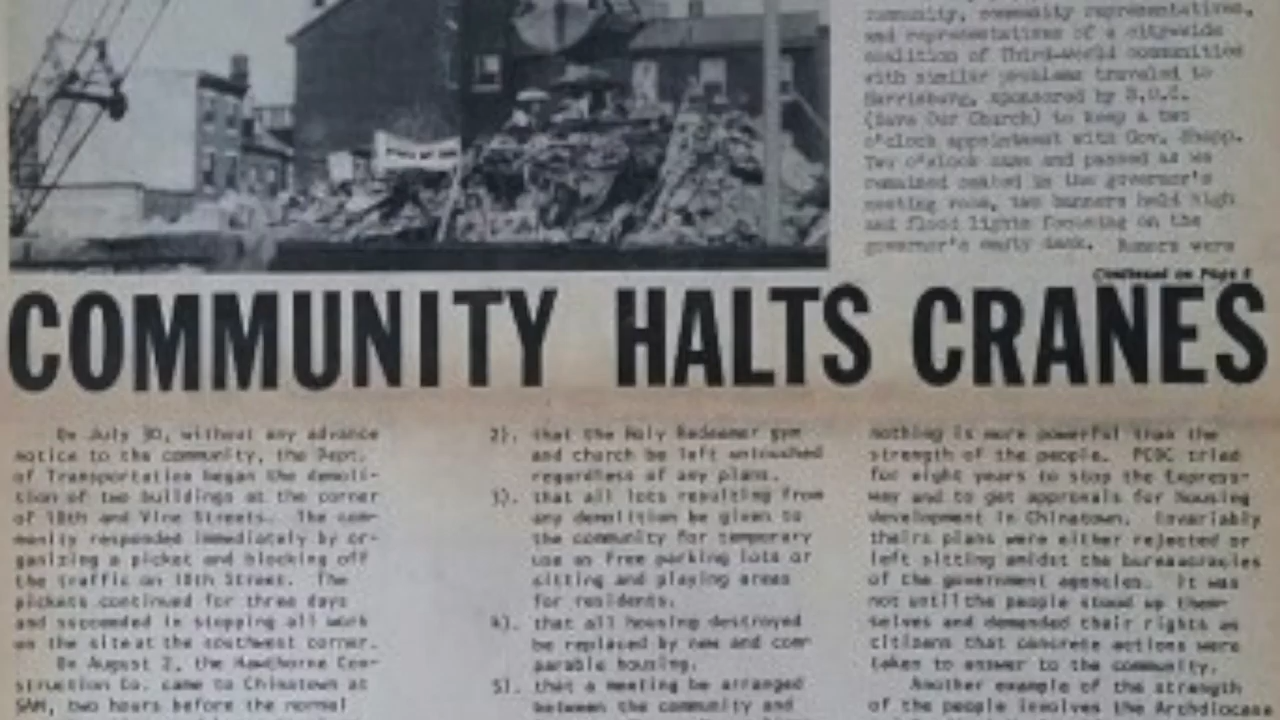 community, community representatives,
and representatives of a citywide
coalition of Third-world communities
with similar problems traveled to
Harrisburg, sponsored by S.O.C.
(Save Our Church) to keep a two
o'clock appointment with Gov. Shapp.
Two o'clock came and passed as we
remained seated in the governor's
meeting room, two banners held high
and flood lights focusing on the
governor's empty desk. Rumors were
Continued on Page 8
COMMUNITY HALTS CRANES
On July 30, without any advance
notice to the community, the Dept.
of Transportation began the demoli-
tion of two buildings at the corner
of 10th and Vine Streets. The com-
munity responded immediately by or-
ganizing a picket and blocking off
the traffic on 10th Street. The
pickets continued for three days
and succeeded in stopping all work
on the site at the southwest corner.
On August 2, the Hawthorne Con-
struction Co. came to Chinatown at
5AM, two hours before the normal
2). that the Holy Redeemer gym
and church be left untouched
regardless of any plans.
3). that all lots resulting from
any demolition be given to
the community for temporary
use as free parking lots or
sitting and playing areas
for residents.
4). that all housing destroyed
be replaced by new and com-
parable housing.
5). that a meeting be arranged
between the community and
nothing is more powerful than the
strength of the people. PCDC tried
for eight years to stop the Express-
way and to get approvals for housing
development in Chinatown. Invariably
theirs plans were either rejected or
left sitting amidst the bureaucracies
of the government agencies. It was
not until the people stood up them-
selves and demanded their rights as
citizens that concrete actions were
taken to answer to the community.
Another example of the strength
of the people involves the Archdiocese